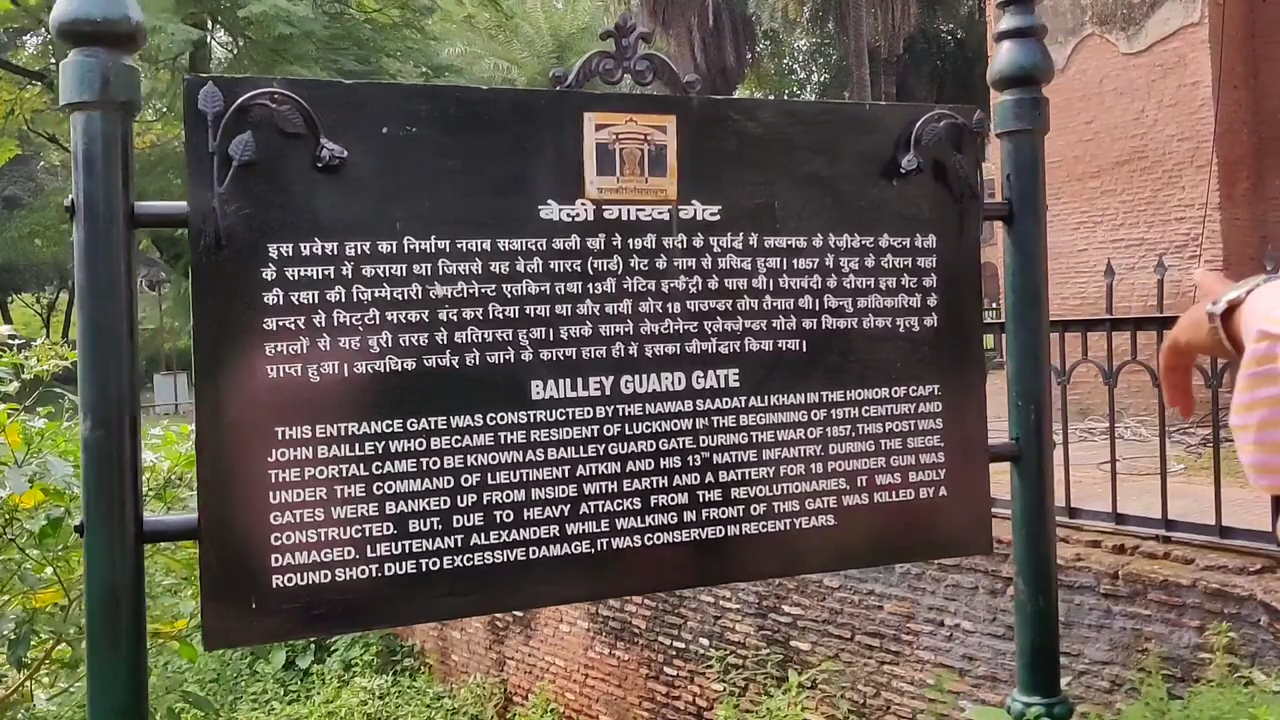 प्रत्नकीर्तिमपावृणु
बेली गारद गेट
इस प्रवेश द्वार का निर्माण नवाब सआदत अली खाँ ने 19वीं सदी के पूर्वार्द्ध में लखनऊ के रेज़ीडेन्ट कैप्टन बेली
के सम्मान में कराया था जिससे यह बेली गारद (गार्ड) गेट के नाम से प्रसिद्ध हुआ। 1857 में युद्ध के दौरान यहां
की रक्षा की ज़िम्मेदारी लेफ्टीनेन्ट एतकिन तथा 13वीं नेटिव इन्फैंट्री के पास थी। घेराबंदी के दौरान इस गेट को
अन्दर से मिट्टी भरकर बंद कर दिया गया था और बायीं ओर 18 पाउण्डर तोप तैनात थी। किन्तु क्रांतिकारियों के
हमलों से यह बुरी तरह से क्षतिग्रस्त हुआ। इसके सामने लेफ्टीनेन्ट एलेक्ज़ेण्डर गोले का शिकार होकर मृत्यु को
प्राप्त हुआ। अत्यधिक जर्जर हो जाने के कारण हाल ही में इसका जीर्णोद्धार किया गया।
BAILLEY GUARD GATE
THIS ENTRANCE GATE WAS CONSTRUCTED BY THE NAWAB SAADAT ALI KHAN IN THE HONOR OF CAPT.
JOHN BAILLEY WHO BECAME THE RESIDENT OF LUCKNOW IN THE BEGINNING OF 19TH CENTURY AND
THE PORTAL CAME TO BE KNOWN AS BAILLEY GUARD GATE. DURING THE WAR OF 1857, THIS POST WAS
UNDER THE COMMAND OF LIEUTINENT AITKIN AND HIS 13TH NATIVE INFANTRY. DURING THE SIEGE,
GATES WERE BANKED UP FROM INSIDE WITH EARTH AND A BATTERY FOR 18 POUNDER GUN WAS
CONSTRUCTED. BUT, DUE TO HEAVY ATTACKS FROM THE REVOLUTIONARIES, IT WAS BADLY
DAMAGED. LIEUTENANT ALEXANDER WHILE WALKING IN FRONT OF THIS GATE WAS KILLED BY A
ROUND SHOT. DUE TO EXCESSIVE DAMAGE, IT WAS CONSERVED IN RECENT YEARS.